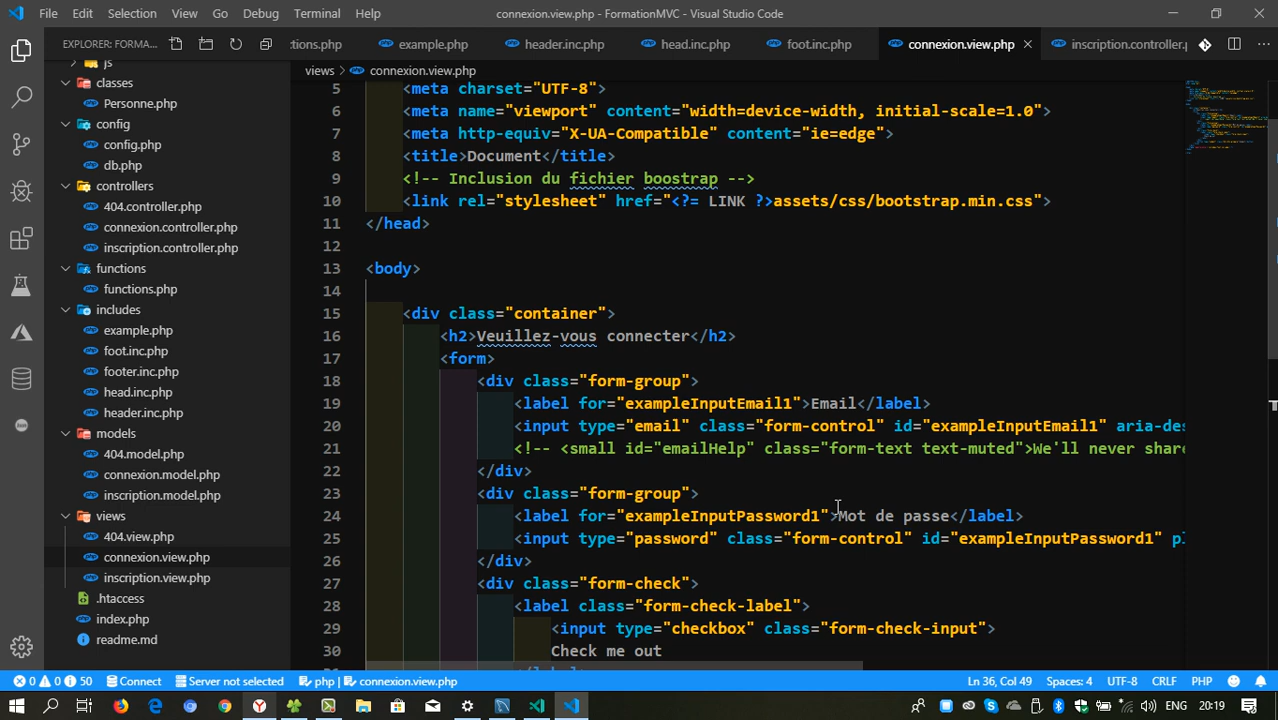 File Edit Selection View Go Debug Terminal Help connexion.view.php - FormationMVC - Visual Studio Code
EXPLORER: FORMA... :tions.php example.php header.inc.php head.inc.php foot.inc.php connexion.view.php inscription.controller.p
js
classes
Personne.php
config
config.php
db.php
controllers
404.controller.php
connexion.controller.php
inscription.controller.php
functions
functions.php
includes
example.php
foot.inc.php
footer.inc.php
head.inc.php
header.inc.php
models
404.model.php
connexion.model.php
inscription.model.php
views
404.view.php
connexion.view.php
inscription.view.php
.htaccess
index.php
readme.md
views > connexion.view.php
5 <meta charset="UTF-8">
6 <meta name="viewport" content="width=device-width, initial-scale=1.0">
7 <meta http-equiv="X-UA-Compatible" content="ie=edge">
8 <title>Document</title>
9 <!-- Inclusion du fichier boostrap -->
10 <link rel="stylesheet" href="<?= LINK ?>assets/css/bootstrap.min.css">
11 </head>
12
13 <body>
14
15 <div class="container">
16 <h2>Veuillez-vous connecter</h2>
17 <form>
18 <div class="form-group">
19 <label for="exampleInputEmail1">Email</label>
20 <input type="email" class="form-control" id="exampleInputEmail1" aria-des
21 <!-- <small id="emailHelp" class="form-text text-muted">We'll never share
22 </div>
23 <div class="form-group">
24 <label for="exampleInputPassword1">Mot de passe</label>
25 <input type="password" class="form-control" id="exampleInputPassword1" pl
26 </div>
27 <div class="form-check">
28 <label class="form-check-label">
29 <input type="checkbox" class="form-check-input">
30 Check me out
0 0 50 Connect Server not selected php | connexion.view.php Ln 36, Col 49 Spaces: 4 UTF-8 CRLF PHP
ENG 20:19